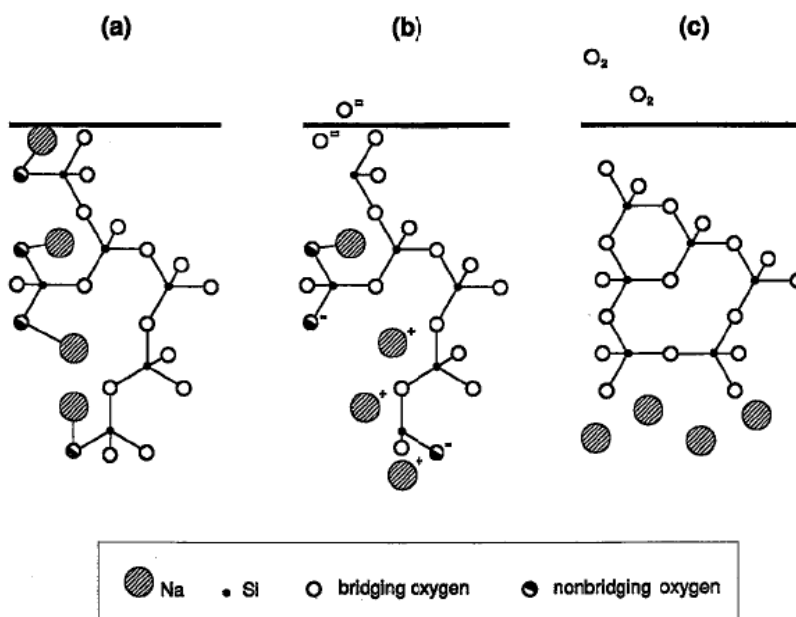 (a) (b) (c)
O₂
O₂
O=
O=
-
+
+
-
+
Na Si bridging oxygen nonbridging oxygen